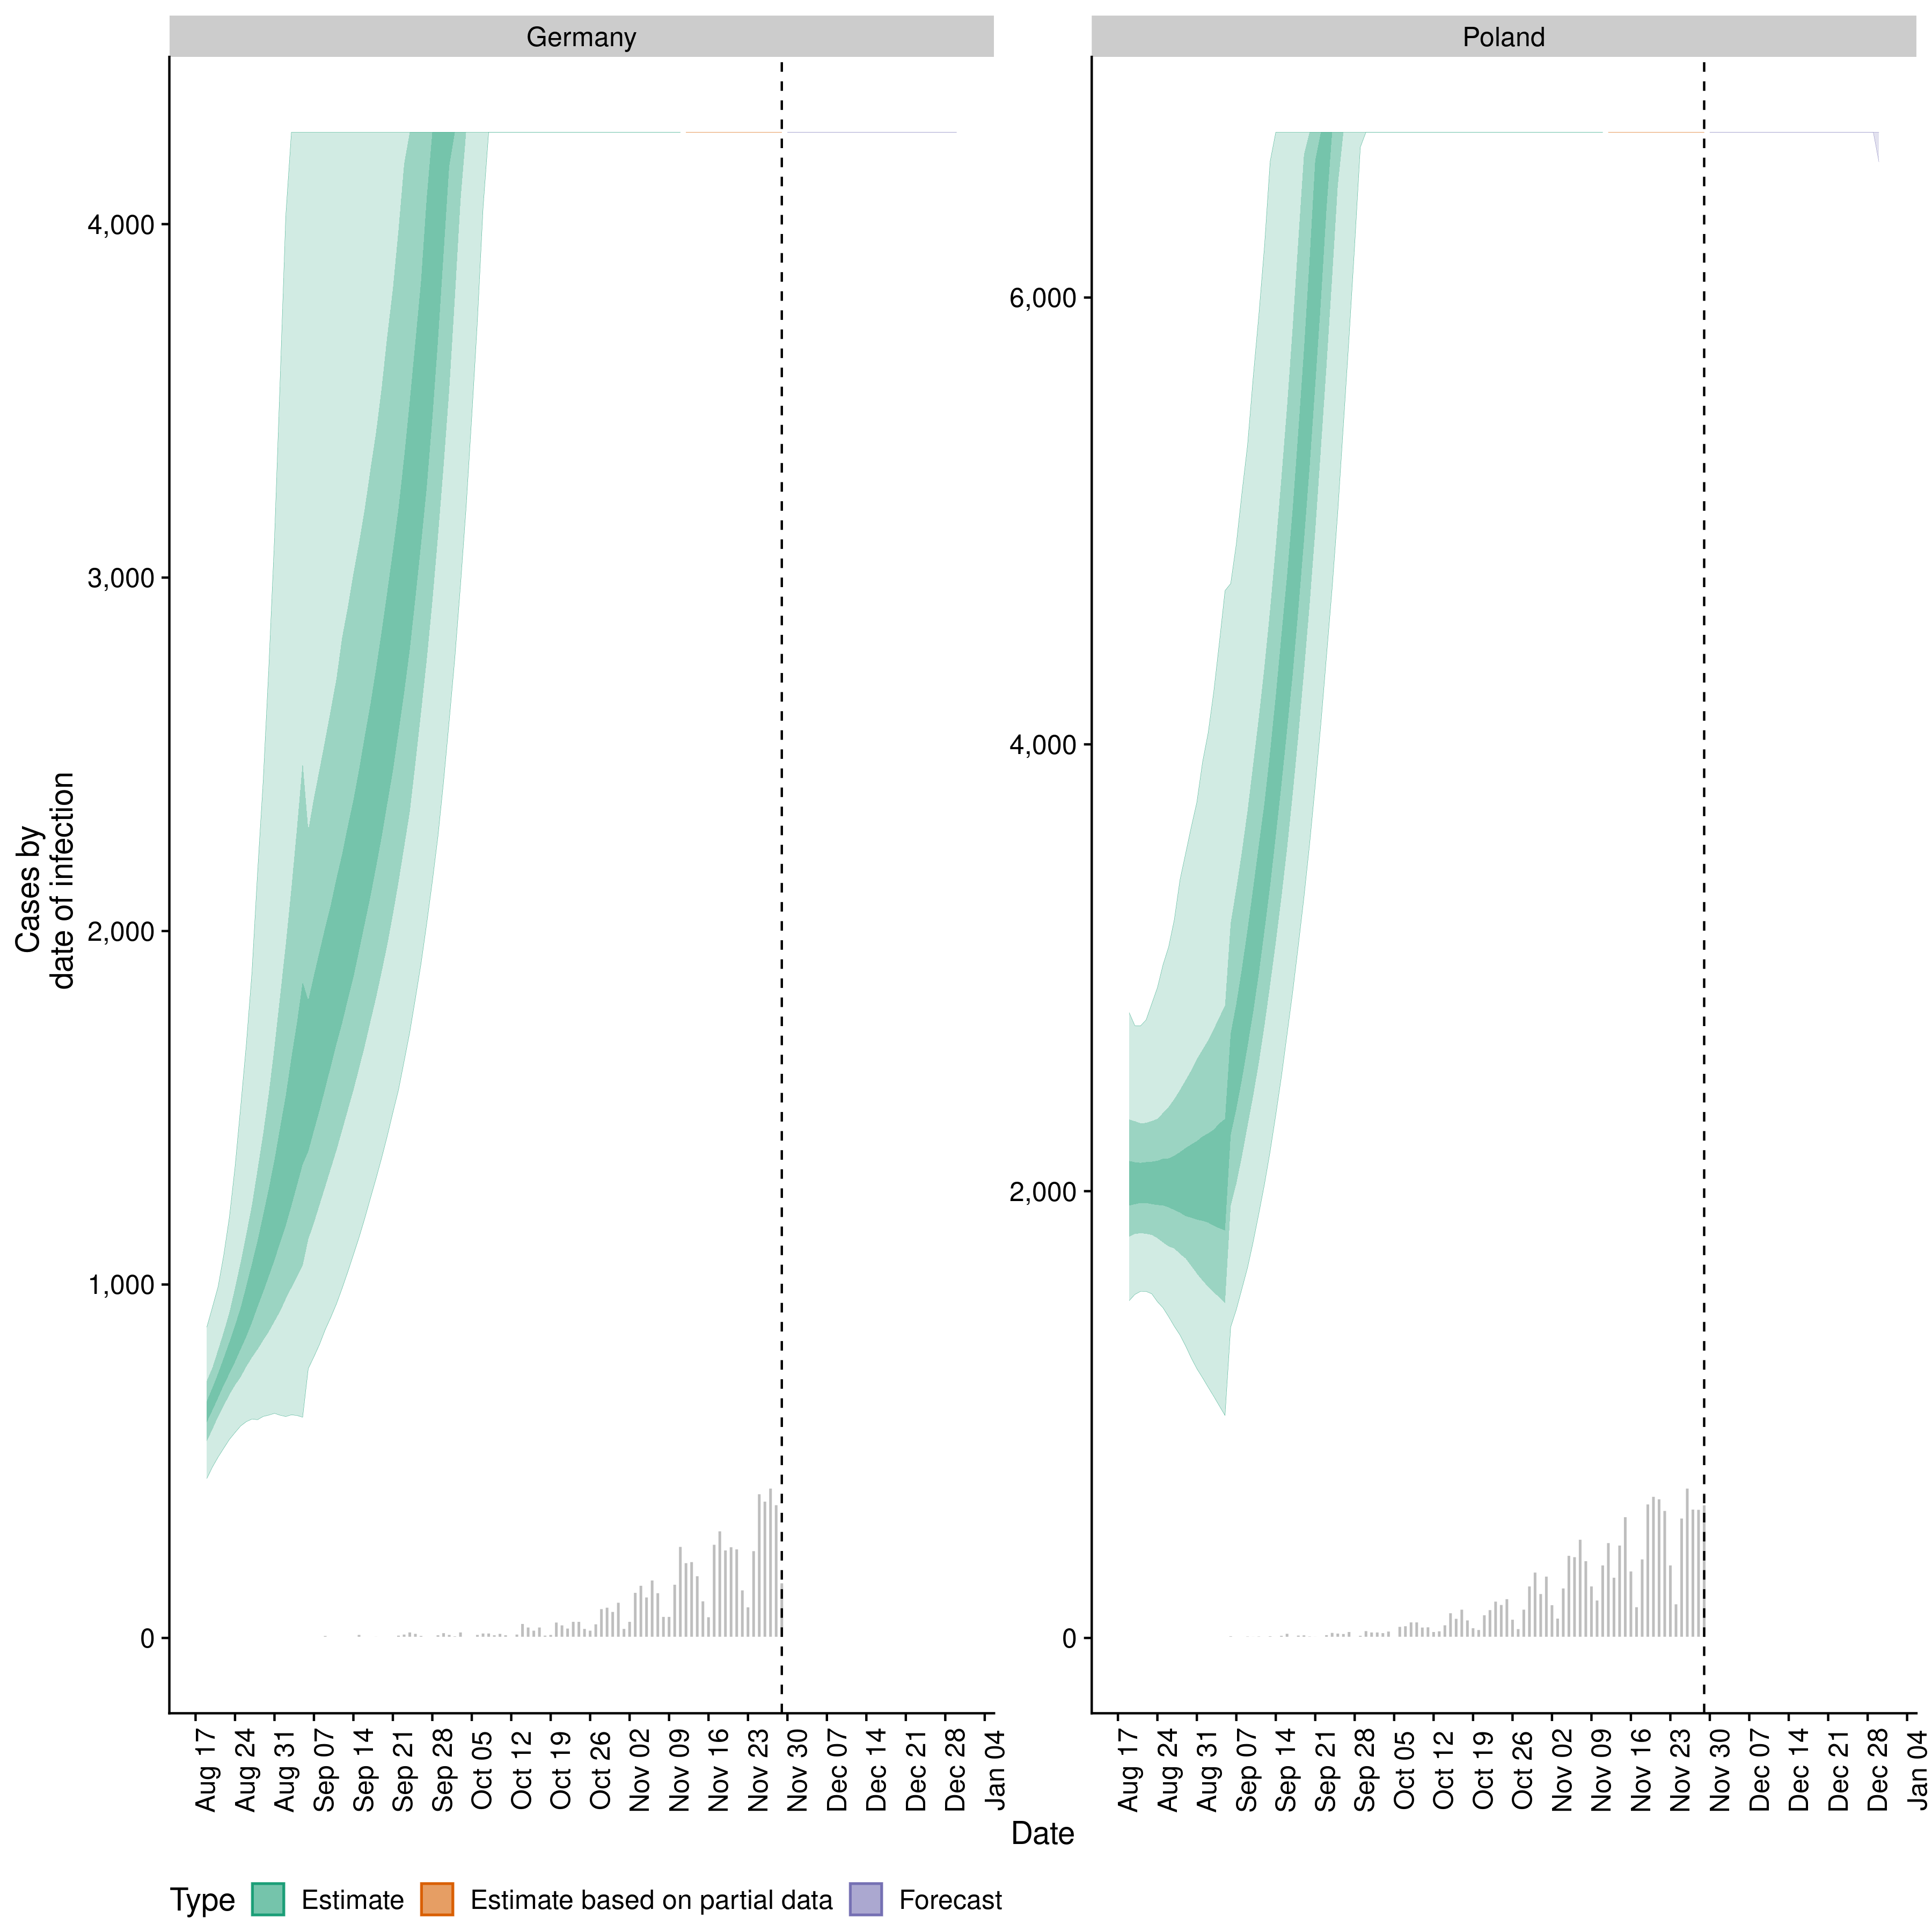 Germany
Poland
Cases by
date of infection
4,000
3,000
2,000
1,000
0
6,000
4,000
2,000
0
Aug 17
Aug 24
Aug 31
Sep 07
Sep 14
Sep 21
Sep 28
Oct 05
Oct 12
Oct 19
Oct 26
Nov 02
Nov 09
Nov 16
Nov 23
Nov 30
Dec 07
Dec 14
Dec 21
Dec 28
Jan 04
Aug 17
Aug 24
Aug 31
Sep 07
Sep 14
Sep 21
Sep 28
Oct 05
Oct 12
Oct 19
Oct 26
Nov 02
Nov 09
Nov 16
Nov 23
Nov 30
Dec 07
Dec 14
Dec 21
Dec 28
Jan 04
Date
Type Estimate Estimate based on partial data Forecast